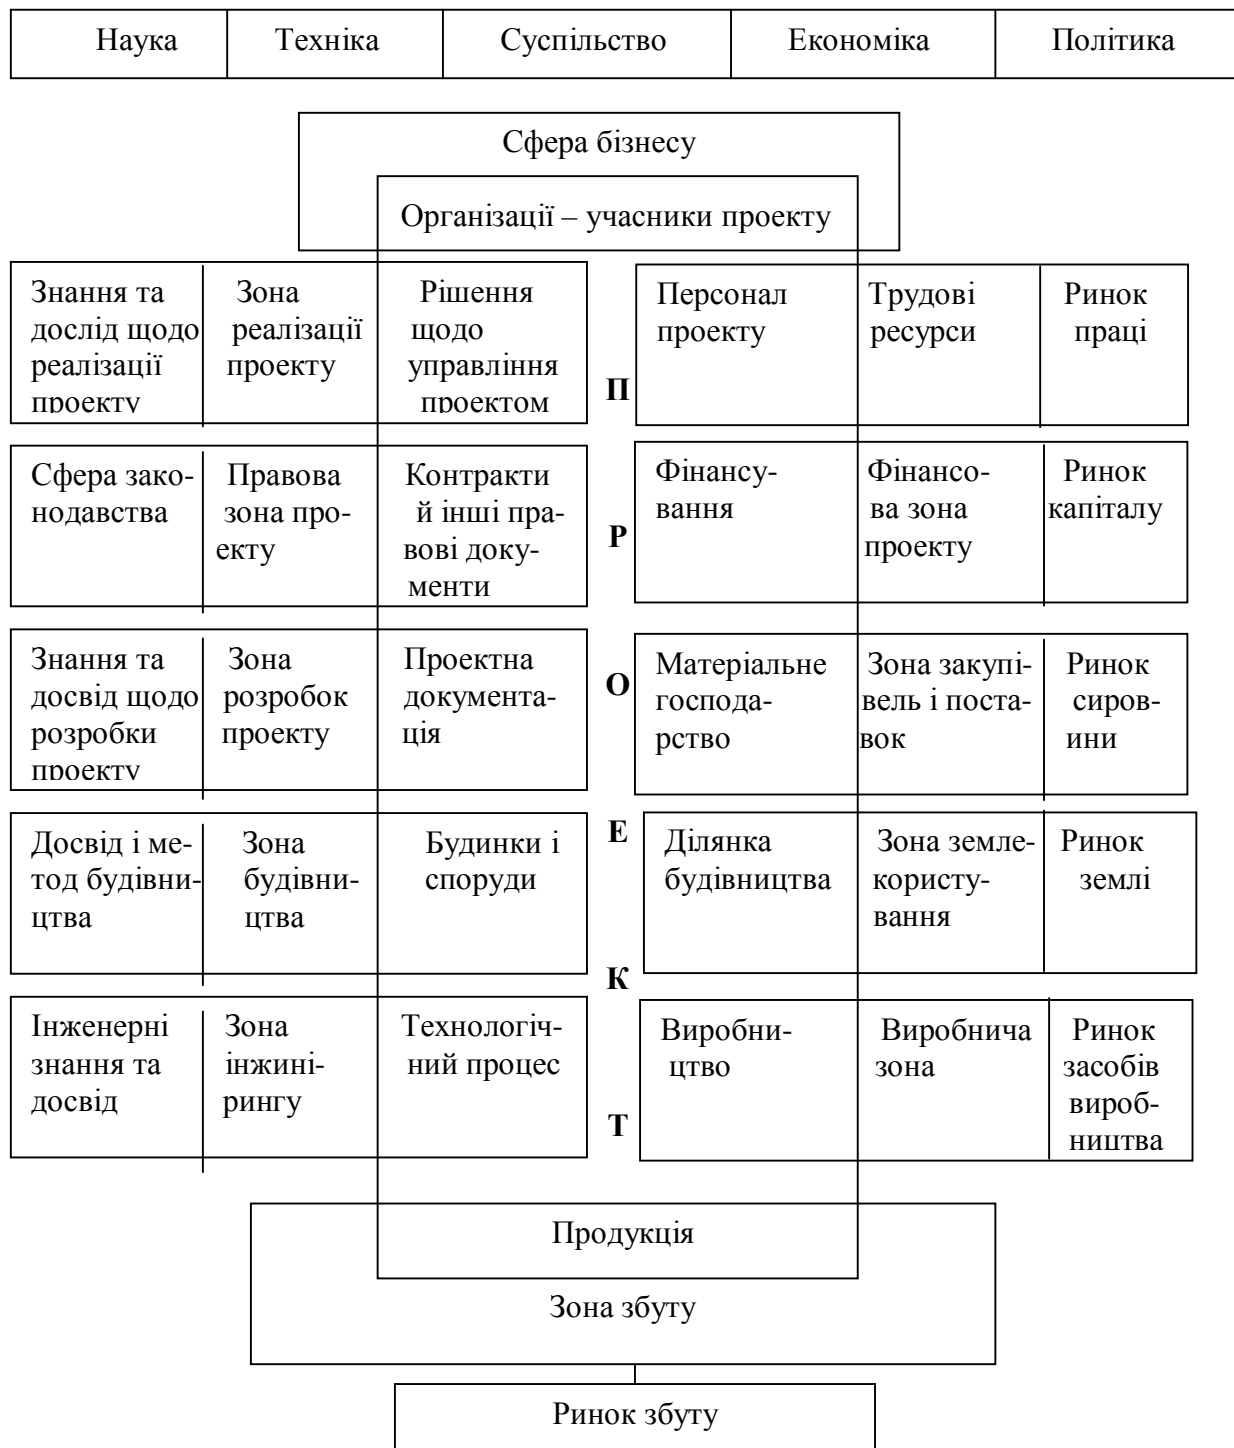 Наука
Техніка
Суспільство
Економіка
Політика
Сфера бізнесу
Організації – учасники проекту
Знання та
дослід щодо
реалізації
проекту
Зона
реалізації
проекту
Рішення
щодо
управління
проектом
П
Персонал
проекту
Трудові
ресурси
Ринок
праці
Сфера зако-
нодавства
Правова
зона про-
екту
Контракти
й інші пра-
вові доку-
менти
Р
Фінансу-
вання
Фінансо-
ва зона
проекту
Ринок
капіталу
Знання та
досвід щодо
розробки
проекту
Зона
розробок
проекту
Проектна
документа-
ція
О
Матеріальне
господа-
рство
Зона закупі-
вель і поста-
вок
Ринок
сиров-
ини
Досвід і ме-
тод будівни-
цтва
Зона
будівни-
цтва
Будинки і
споруди
Е
Ділянка
будівництва
Зона земле-
користу-
вання
Ринок
землі
К
Інженерні
знання та
досвід
Зона
інжині-
рингу
Технологіч-
ний процес
Т
Виробни-
цтво
Виробнича
зона
Ринок
засобів
вироб-
ництва
Продукція
Зона збуту
Ринок збуту